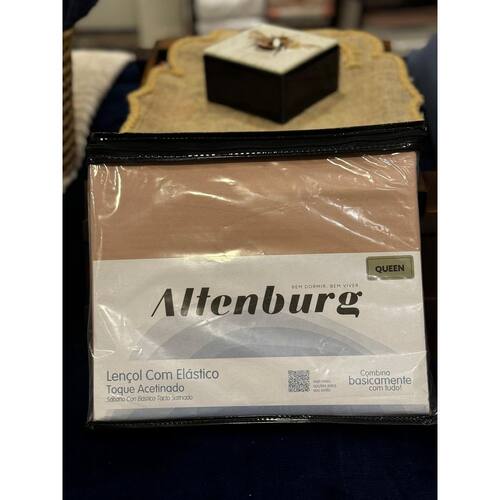 QUEEN
BEM DORMIR, BEM VIVER.
Altenburg
Lençol Com Elástico
Toque Acetinado
Sábana Con Elástico Tacto Satinado
Combina
basicamente
com tudo!